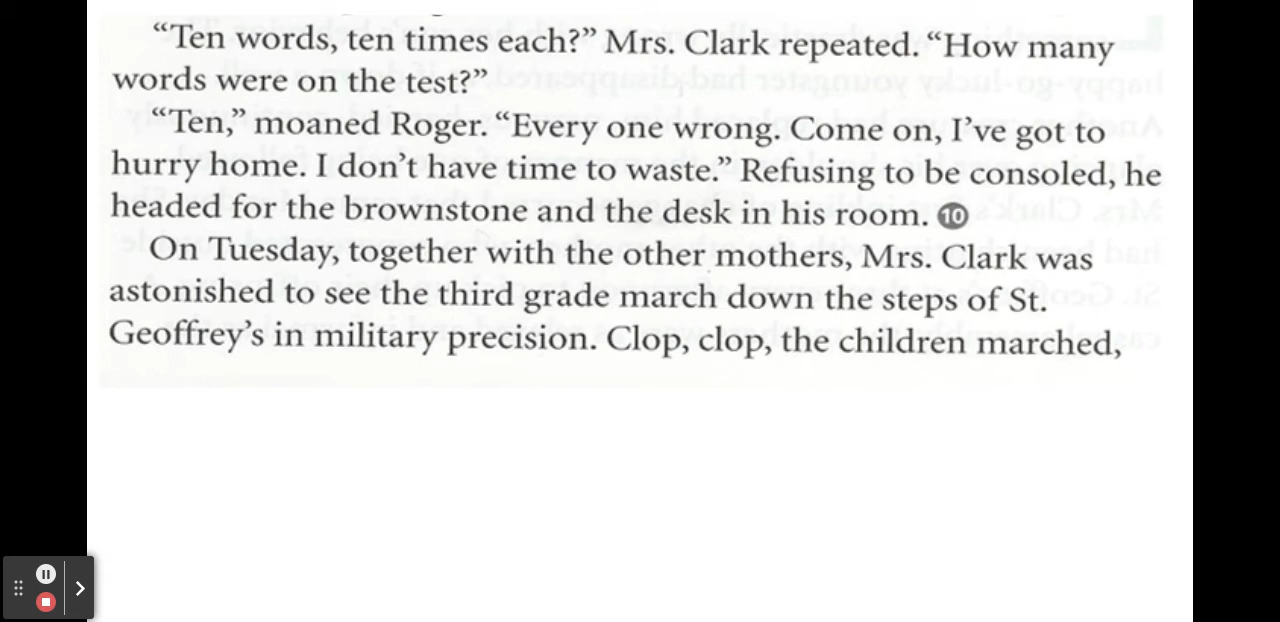 “Ten words, ten times each?” Mrs. Clark repeated. “How many
words were on the test?”
“Ten,” moaned Roger. “Every one wrong. Come on, I’ve got to
hurry home. I don’t have time to waste.” Refusing to be consoled, he
headed for the brownstone and the desk in his room. 10
On Tuesday, together with the other mothers, Mrs. Clark was
astonished to see the third grade march down the steps of St.
Geoffrey’s in military precision. Clop, clop, the children marched,